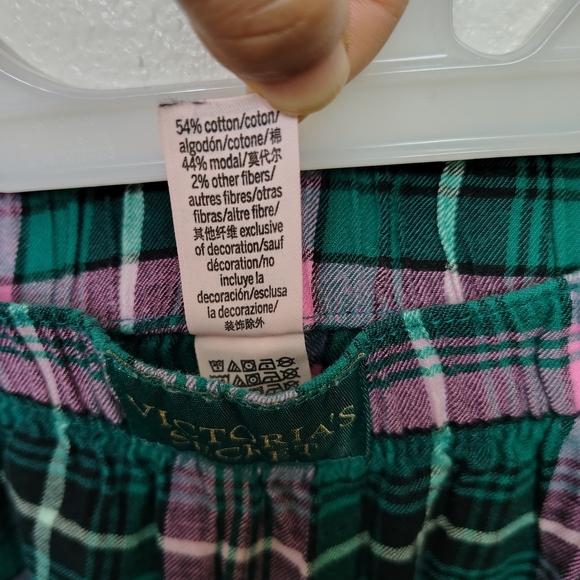 54% cotton/coton/
algodón/cotone/棉
44% modal/莫代尔
2% other fibers/
autres fibres/otras
fibras/altre fibre/
其他纤维 exclusive
of decoration/sauf
décoration/no
incluye la
decoración/esclusa
la decorazione/
装饰除外
VICTORIA'S
SECRET